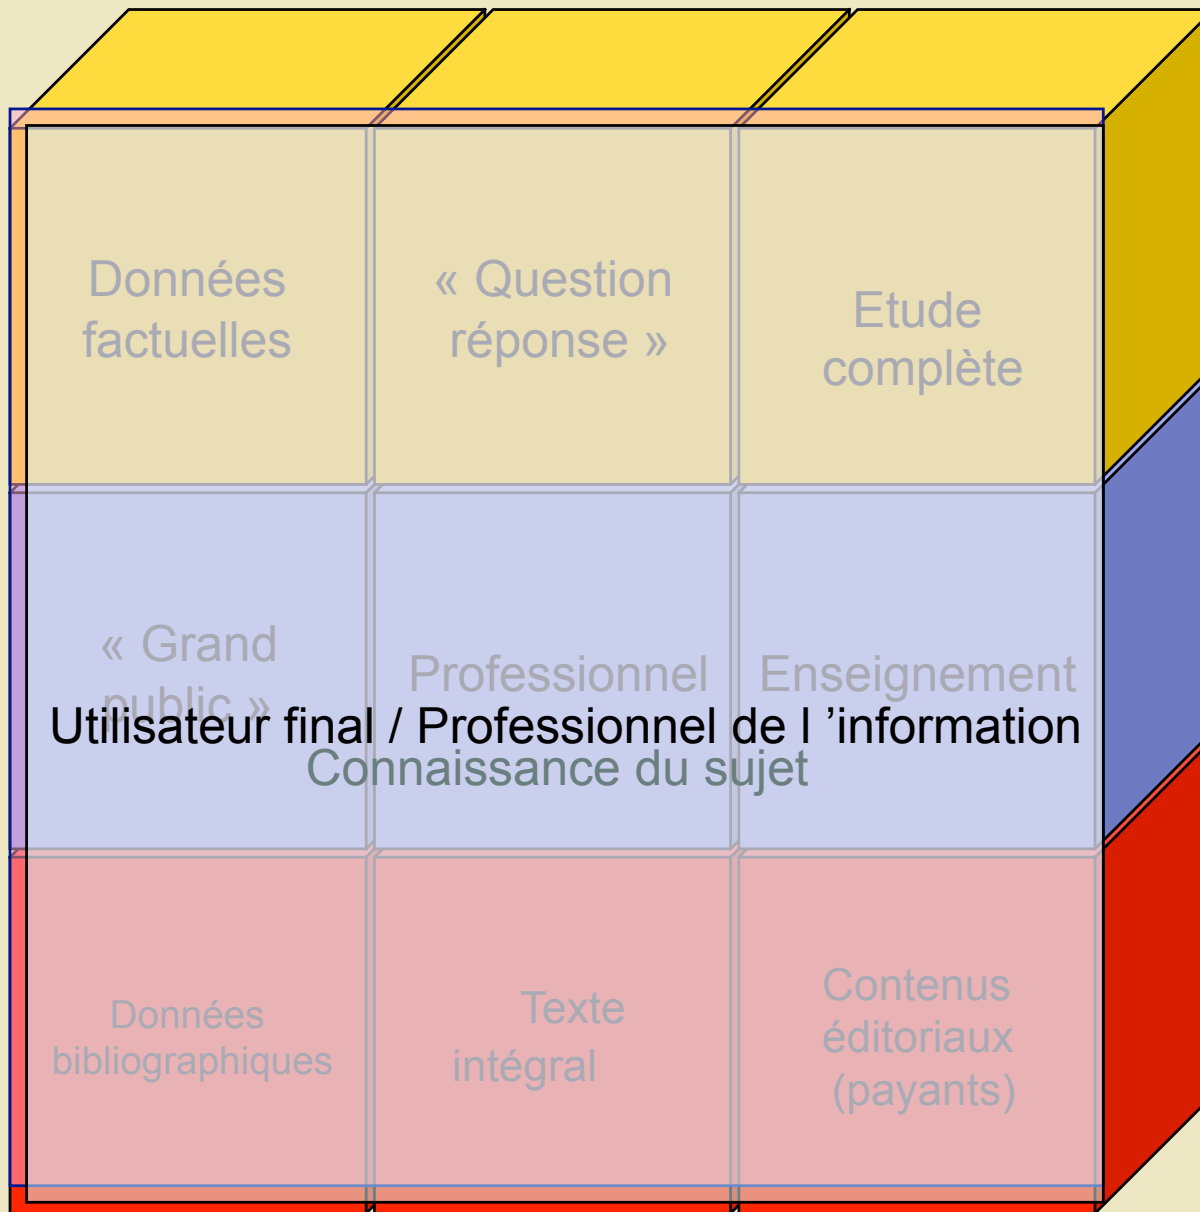 Données
factuelles
« Question
réponse »
Etude
complète
« Grand
public »
Professionnel
Enseignement
Utilisateur final / Professionnel de l ’information
Connaissance du sujet
Données
bibliographiques
Texte
intégral
Contenus
éditoriaux
(payants)